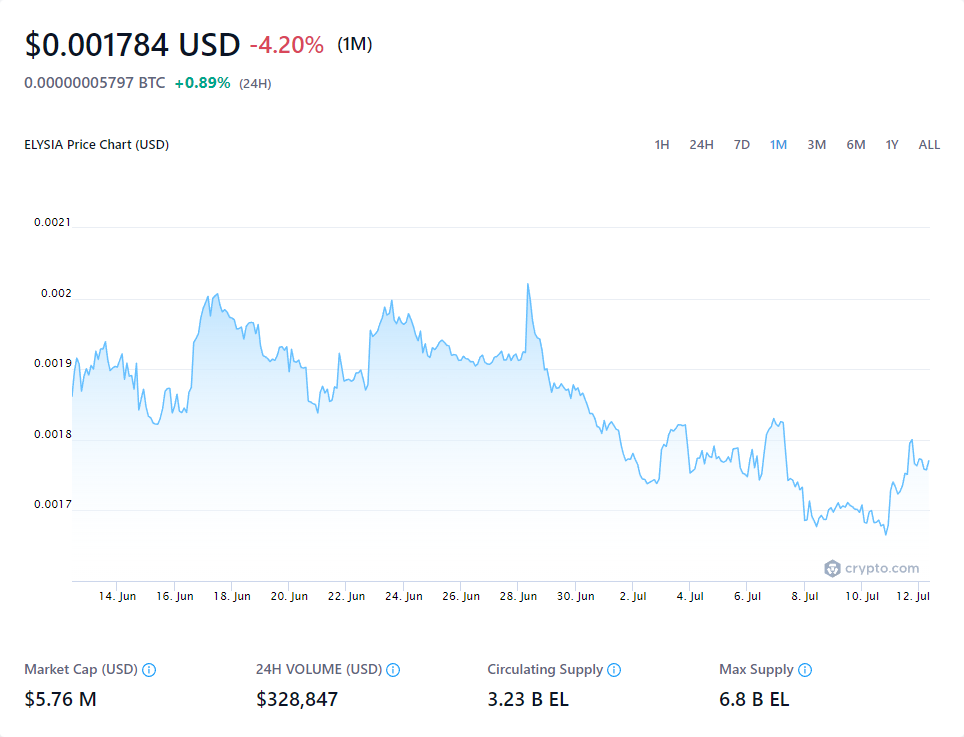 $0.001784 USD -4.20% (1M)
0.00000005797 BTC +0.89% (24H)
ELYSIA Price Chart (USD) 1H 24H 7D 1M 3M 6M 1Y ALL
0.0021
0.002
0.0019
0.0018
0.0017
crypto.com
14. Jun 16. Jun 18. Jun 20. Jun 22. Jun 24. Jun 26. Jun 28. Jun 30. Jun 2. Jul 4. Jul 6. Jul 8. Jul 10. Jul 12. Jul
Market Cap (USD) 24H VOLUME (USD) Circulating Supply Max Supply
$5.76 M $328,847 3.23 B EL 6.8 B EL